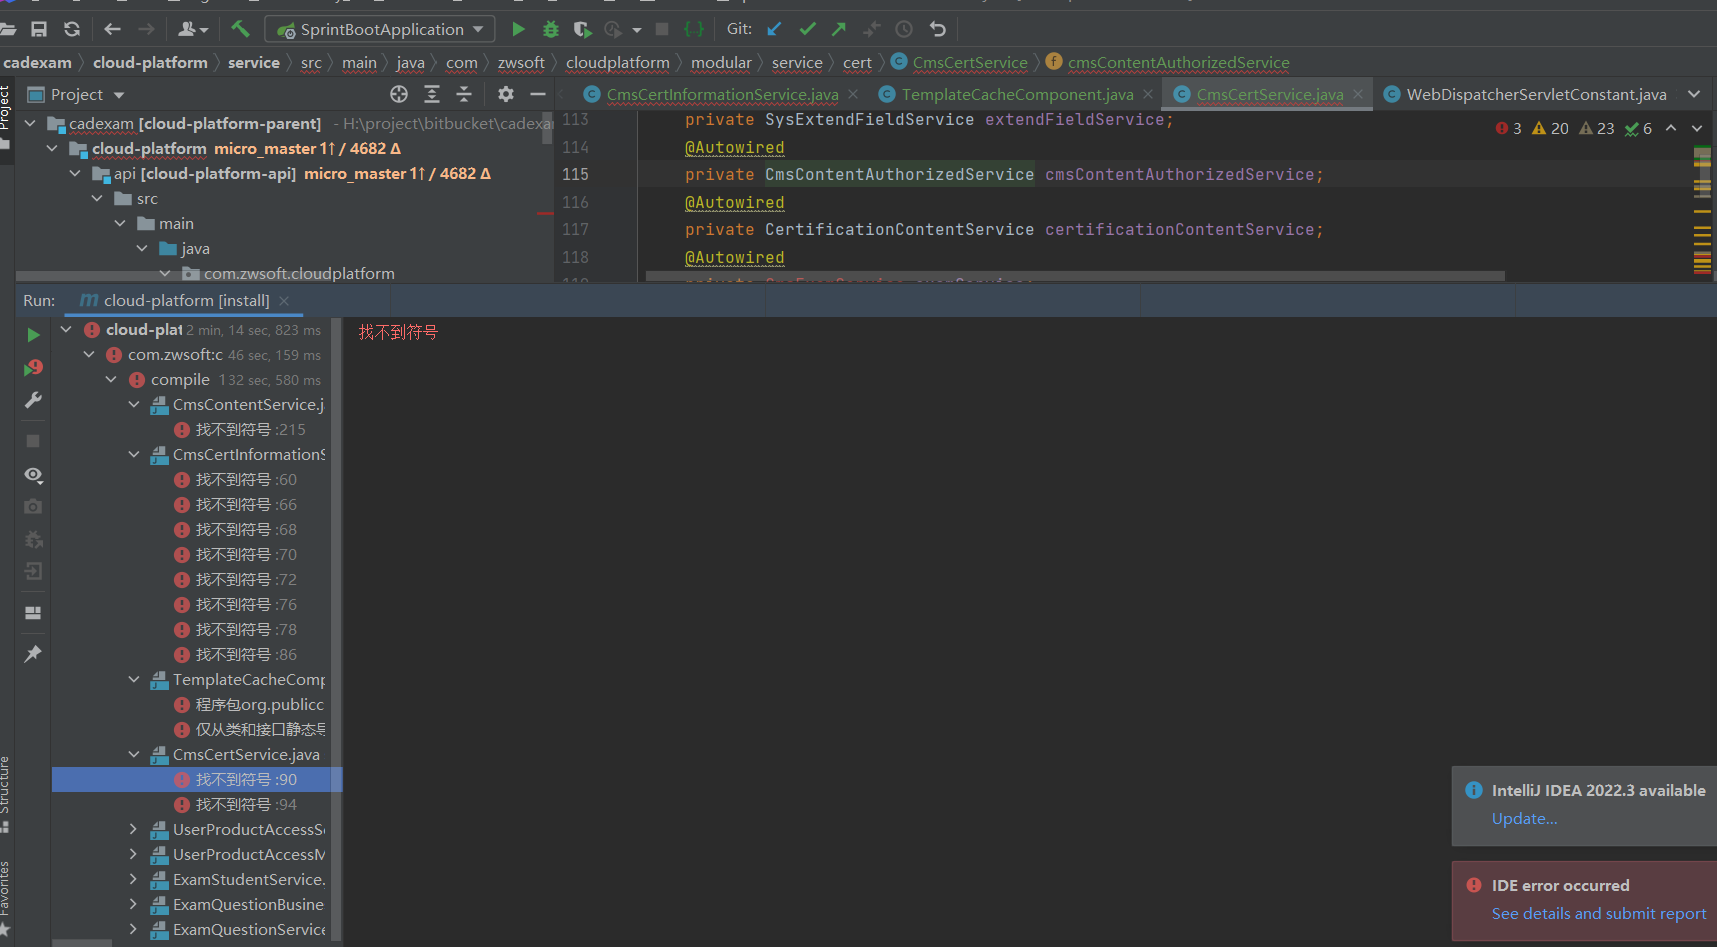 SprintBootApplication Git:
cadexam cloud-platform service src main java com zwsoft cloudplatform modular service cert CmsCertService cmsContentAuthorizedService
Project
Project CmsCertInformationService.java TemplateCacheComponent.java CmsCertService.java WebDispatcherServletConstant.java
cadexam [cloud-platform-parent] - H:\project\bitbucket\cadexar
cloud-platform micro_master 1↑ / 4682 Δ
api [cloud-platform-api] micro_master 1↑ / 4682 Δ
src
main
java
com.zwsoft.cloudplatform
3 20 23 6
113 private SysExtendFieldService extendFieldService;
114 @Autowired
115 private CmsContentAuthorizedService cmsContentAuthorizedService;
116 @Autowired
117 private CertificationContentService certificationContentService;
118 @Autowired
Run: cloud-platform [install]
cloud-plat 2 min, 14 sec, 823 ms
com.zwsoft:c 46 sec, 159 ms
compile 1 32 sec, 580 ms
CmsContentService.j
找不到符号 :215
CmsCertInformationS
找不到符号 :60
找不到符号 :66
找不到符号 :68
找不到符号 :70
找不到符号 :72
找不到符号 :76
找不到符号 :78
找不到符号 :86
TemplateCacheComp
程序包org.publicc
仅从类和接口静态导
CmsCertService.java
找不到符号 :90
找不到符号 :94
UserProductAccessSe
UserProductAccessM
ExamStudentService.
ExamQuestionBusine
ExamQuestionService
找不到符号
Structure
Favorites
IntelliJ IDEA 2022.3 available
Update...
IDE error occurred
See details and submit report